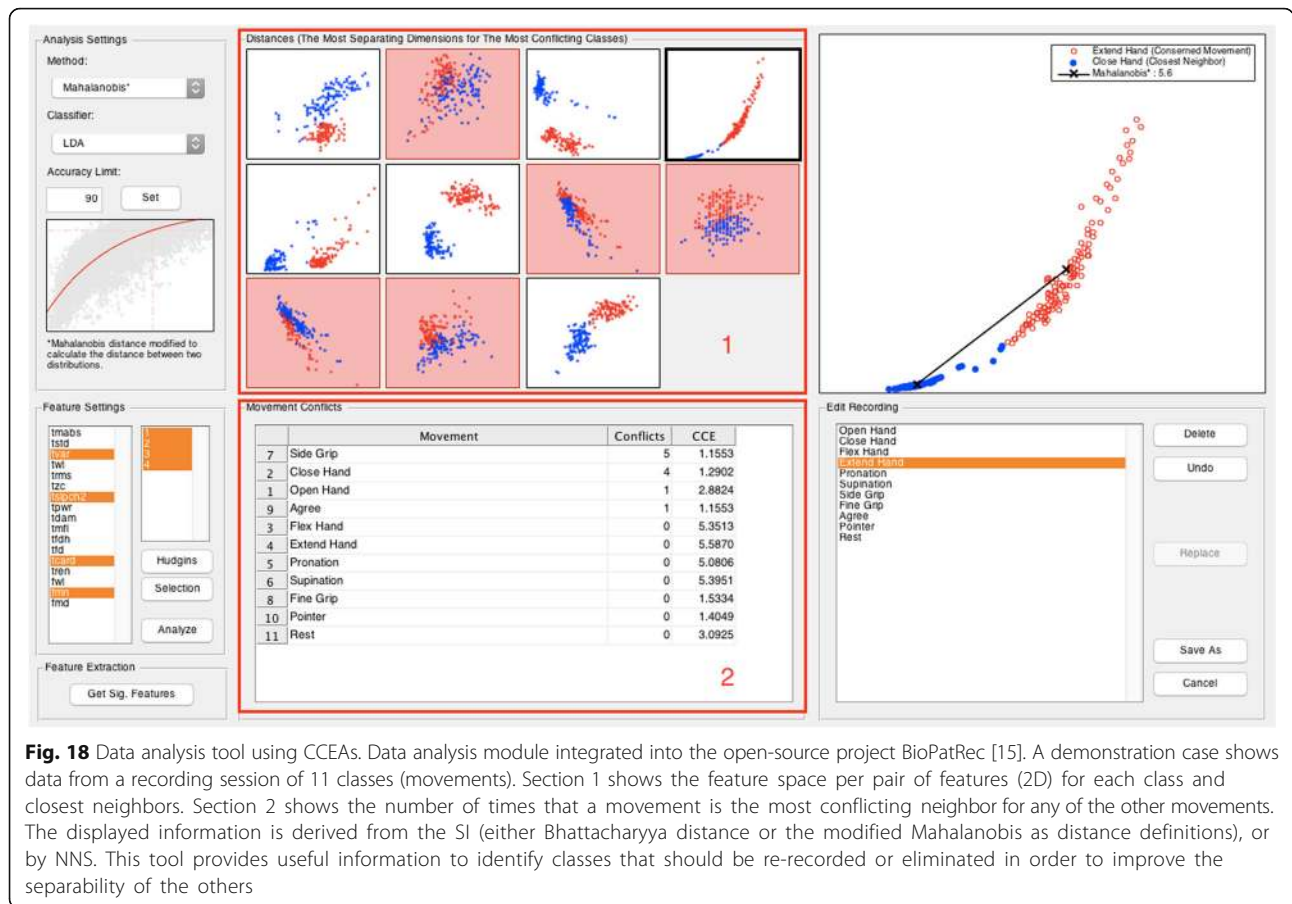 Analysis Settings
Method:
Mahalanobis*
Classifier:
LDA
Accuracy Limit:
90 Set
*Mahalanobis distance modified to
calculate the distance between two
distributions.
Distances (The Most Separating Dimensions for The Most Conflicting Classes)
1
Extend Hand (Conserned Movement)
Close Hand (Closest Neighbor)
Mahalanobis* : 5.6
Feature Settings
tmabs
tstd
tvar
twl
trms
tzc
tslpch2
tpwr
tdam
tmfl
tfdh
tfd
tcard
tren
fwl
fmn
fmd
1
2
3
4
Hudgins
Selection
Analyze
Feature Extraction
Get Sig. Features
Movement Conflicts
Movement Conflicts CCE
7 Side Grip 5 1.1553
2 Close Hand 4 1.2902
1 Open Hand 1 2.8824
9 Agree 1 1.1553
3 Flex Hand 0 5.3513
4 Extend Hand 0 5.5870
5 Pronation 0 5.0806
6 Supination 0 5.3951
8 Fine Grip 0 1.5334
10 Pointer 0 1.4049
11 Rest 0 3.0925
2
Edit Recording
Open Hand
Close Hand
Flex Hand
Extend Hand
Pronation
Supination
Side Grip
Fine Grip
Agree
Pointer
Rest
Delete
Undo
Replace
Save As
Cancel
Fig. 18 Data analysis tool using CCEAs. Data analysis module integrated into the open-source project BioPatRec [15]. A demonstration case shows
data from a recording session of 11 classes (movements). Section 1 shows the feature space per pair of features (2D) for each class and
closest neighbors. Section 2 shows the number of times that a movement is the most conflicting neighbor for any of the other movements.
The displayed information is derived from the SI (either Bhattacharyya distance or the modified Mahalanobis as distance definitions), or
by NNS. This tool provides useful information to identify classes that should be re-recorded or eliminated in order to improve the
separability of the others